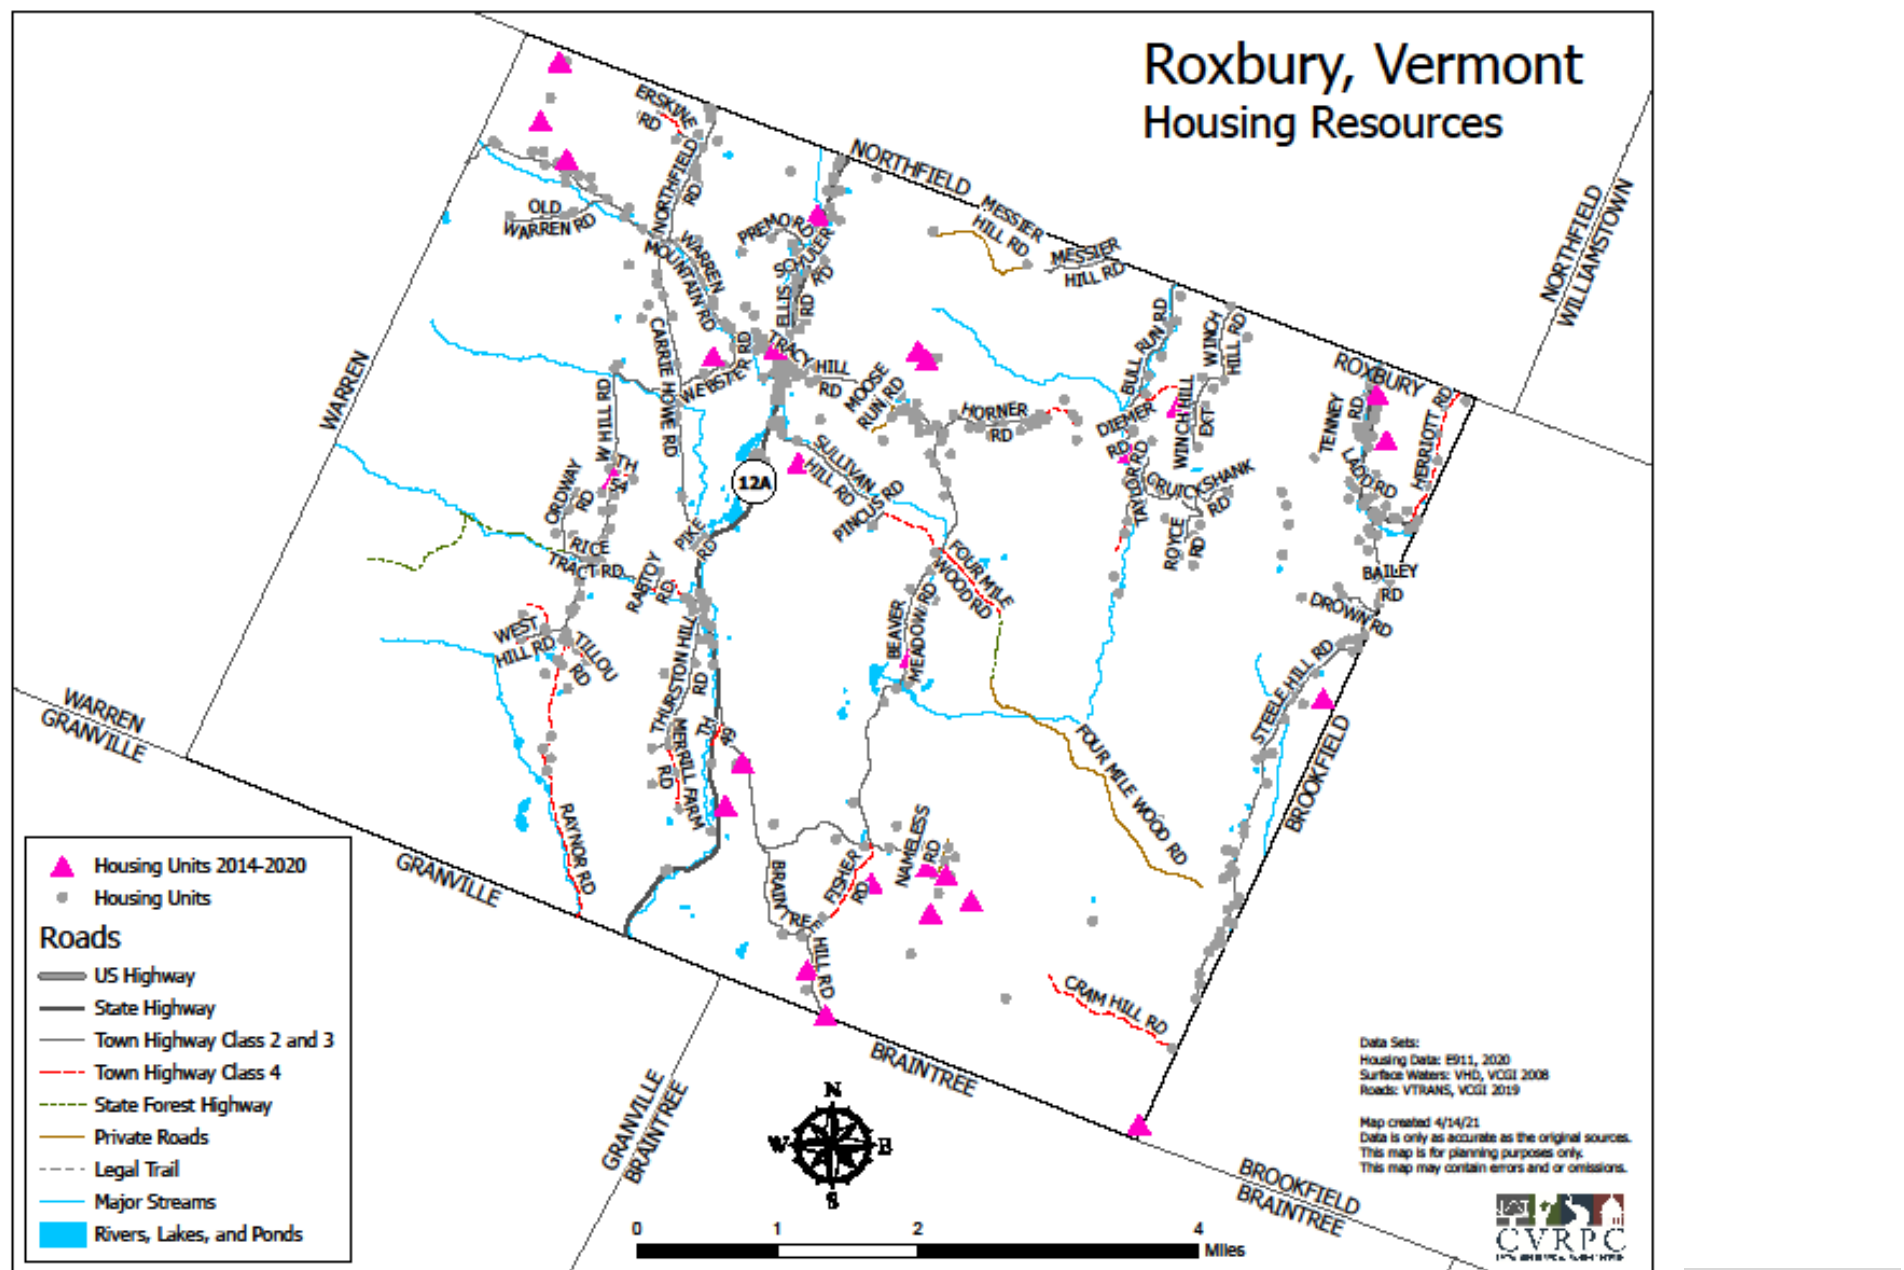 Roxbury, Vermont
Housing Resources
ERSKINE
RD
NORTHFIELD
RD
NORTHFIELD
MESSIER
HILL RD
MESSIER
HILL RD
NORTHFIELD
WILLIAMSTOWN
OLD
WARREN RD
PREMO RD
SCHULER
RD
WARREN
MOUNTAIN RD
ELLIS
RD
WARREN
CARRIE HOWE RD
WEBSTER RD
TRACY HILL
RD
MOOSE
RUN RD
HORNER
RD
BULL RUN RD
WINCH
HILL RD
DIEMER
RD
WINCH HILL
EXT
ROXBURY
TENNEY
RD
LADD RD
HERRIOTT RD
W HILL RD
TH
5A
ORDWAY
RD
12A
SULLIVAN
HILL RD
PINCUS RD
TAYLOR RD
CRUICKSHANK
RD
ROYCE
RD
RICE
TRACT RD
RABTOY
RD
PIKE
RD
FOUR MILE
WOOD RD
BEAVER
MEADOW RD
BAILEY
RD
DROWN RD
WEST
HILL RD
TILLOU
RD
THURSTON HILL
RD
MERRILL FARM
RD
TH
49
STEELE HILL RD
BROOKFIELD
FOUR MILE WOOD RD
WARREN
GRANVILLE
GRANVILLE
RAYNOR RD
BRAINTREE
HILL RD
FISHER
RD
NAMELESS
RD
CRAM HILL RD
BRAINTREE
GRANVILLE
BRAINTREE
BROOKFIELD
BRAINTREE
Housing Units 2014-2020
Housing Units
Roads
US Highway
State Highway
Town Highway Class 2 and 3
Town Highway Class 4
State Forest Highway
Private Roads
Legal Trail
Major Streams
Rivers, Lakes, and Ponds
N
W E
S
0 1 2 4
Miles
Data Sets:
Housing Data: E911, 2020
Surface Waters: VHD, VCGI 2008
Roads: VTRANS, VCGI 2019
Map created 4/14/21
Data is only as accurate as the original sources.
This map is for planning purposes only.
This map may contain errors and or omissions.
CVRPC